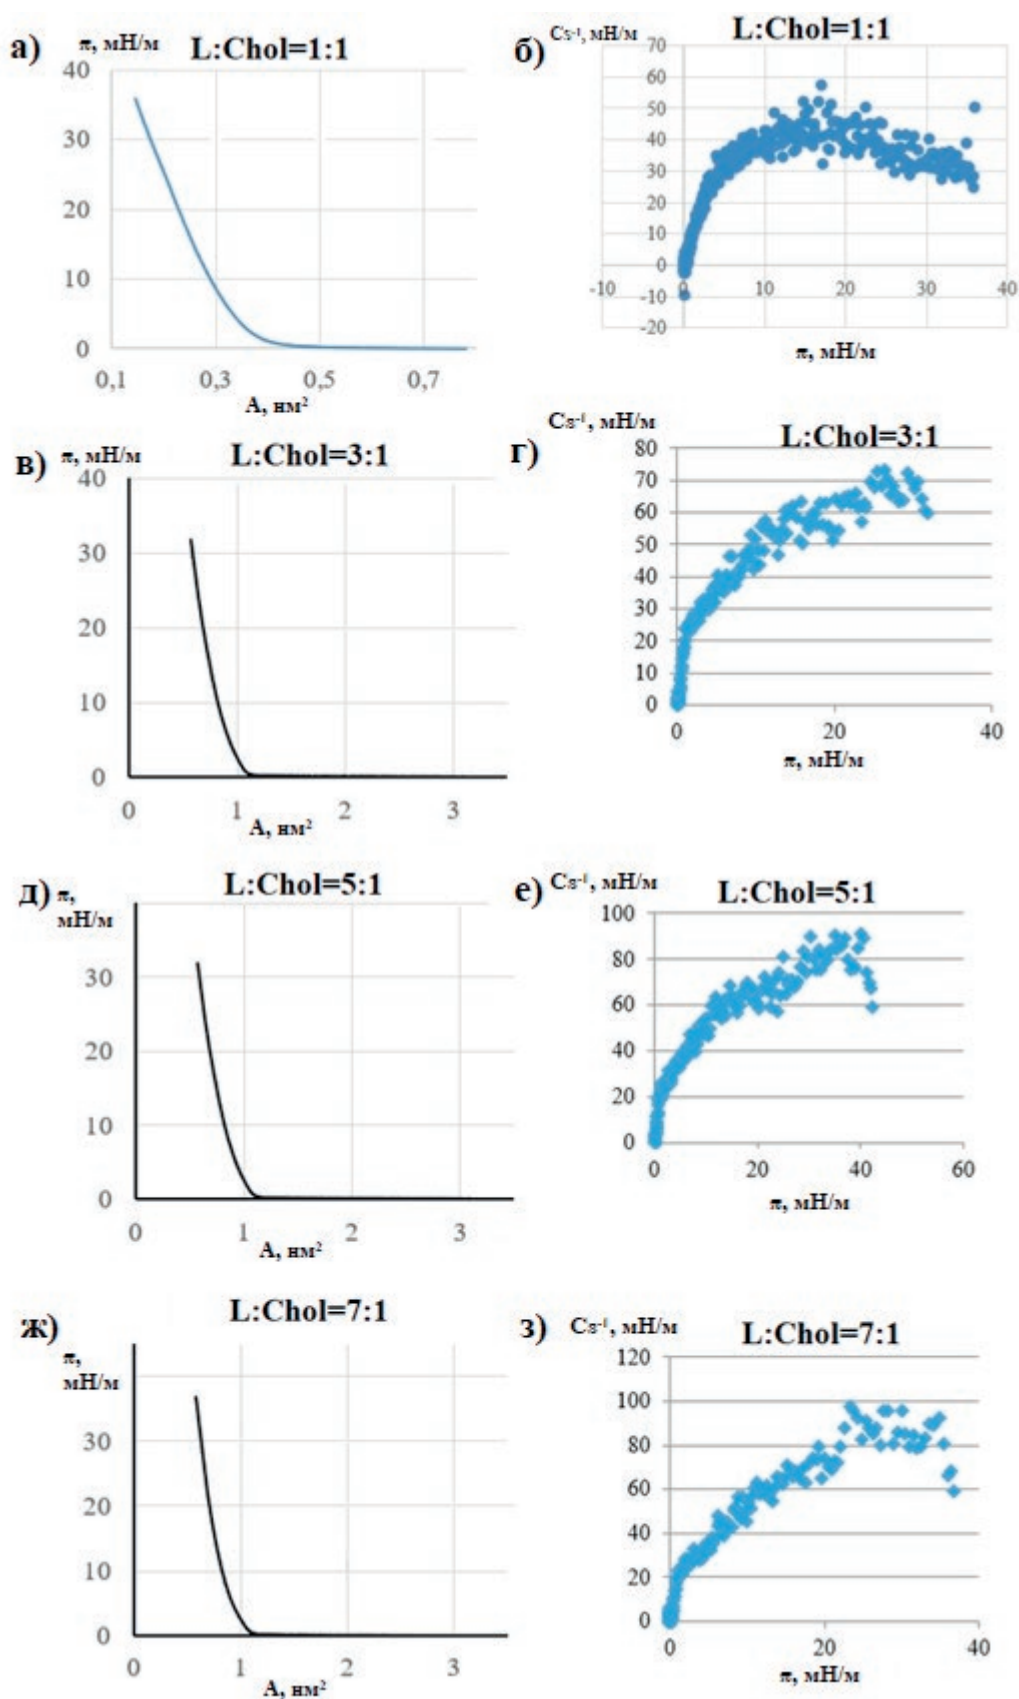 а)
π, мН/м
L:Chol=1:1
40
30
20
10
0
0,1 0,3 0,5 0,7
А, нм²
б)
Cs⁻¹, мН/м
L:Chol=1:1
70
60
50
40
30
20
10
0
-10
-20
-10 0 10 20 30 40
π, мН/м
в)
π, мН/м
L:Chol=3:1
40
30
20
10
0
0 1 2 3
А, нм²
г)
Cs⁻¹, мН/м
L:Chol=3:1
80
70
60
50
40
30
20
10
0
0 20 40
π, мН/м
д)
π,
мН/м
L:Chol=5:1
30
20
10
0
0 1 2 3
А, нм²
е)
Cs⁻¹, мН/м
L:Chol=5:1
100
80
60
40
20
0
0 20 40 60
π, мН/м
ж)
π,
мН/м
L:Chol=7:1
30
20
10
0
0 1 2 3
А, нм²
з)
Cs⁻¹, мН/м
L:Chol=7:1
120
100
80
60
40
20
0
0 20 40
π, мН/м